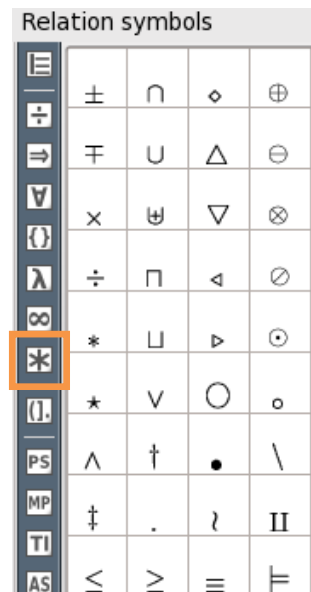 Relation symbols
÷
± ∩ ⋄ ⊕
⇒
∓ ∪ △ ⊖
∀
× ⊎ ▽ ⊗
{}
λ
÷ ⊓ ◃ ⊘
∞
∗ ⊔ ▹ ⊙
*
(].
⋆ ∨ ◯ ∘
PS
∧ † • \
MP
‡ . ≀ ⨿
TI
AS
≤ ≥ ≡ ⊨